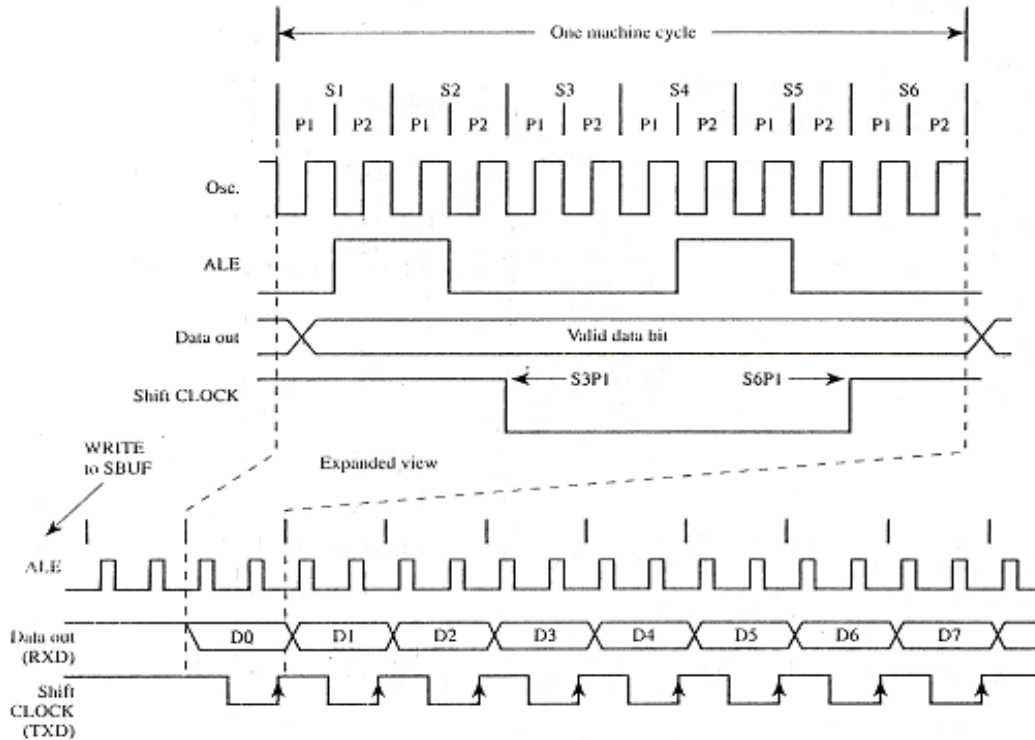 One machine cycle
S1 S2 S3 S4 S5 S6
P1 P2 P1 P2 P1 P2 P1 P2 P1 P2 P1 P2
Osc.
ALE
Data out Valid data bit
Shift CLOCK S3P1 S6P1
WRITE
to SBUF
Expanded view
ALE
Data out
(RXD)
D0 D1 D2 D3 D4 D5 D6 D7
Shift
CLOCK
(TXD)